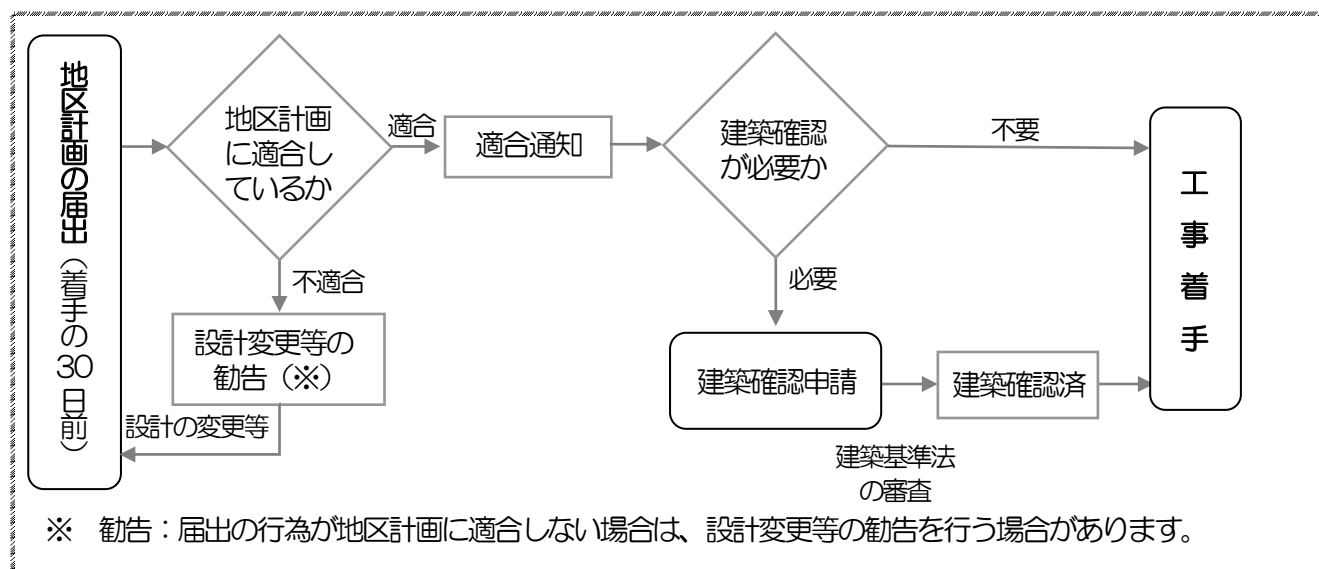 地区計画の届出（着手の30日前）
地区計画
に適合し
ているか
適合
適合通知
建築確認
が必要か
不要
工事着手
不適合
必要
設計変更等の
勧告（※）
設計の変更等
建築確認申請
建築確認済
建築基準法
の審査
※　勧告：届出の行為が地区計画に適合しない場合は、設計変更等の勧告を行う場合があります。